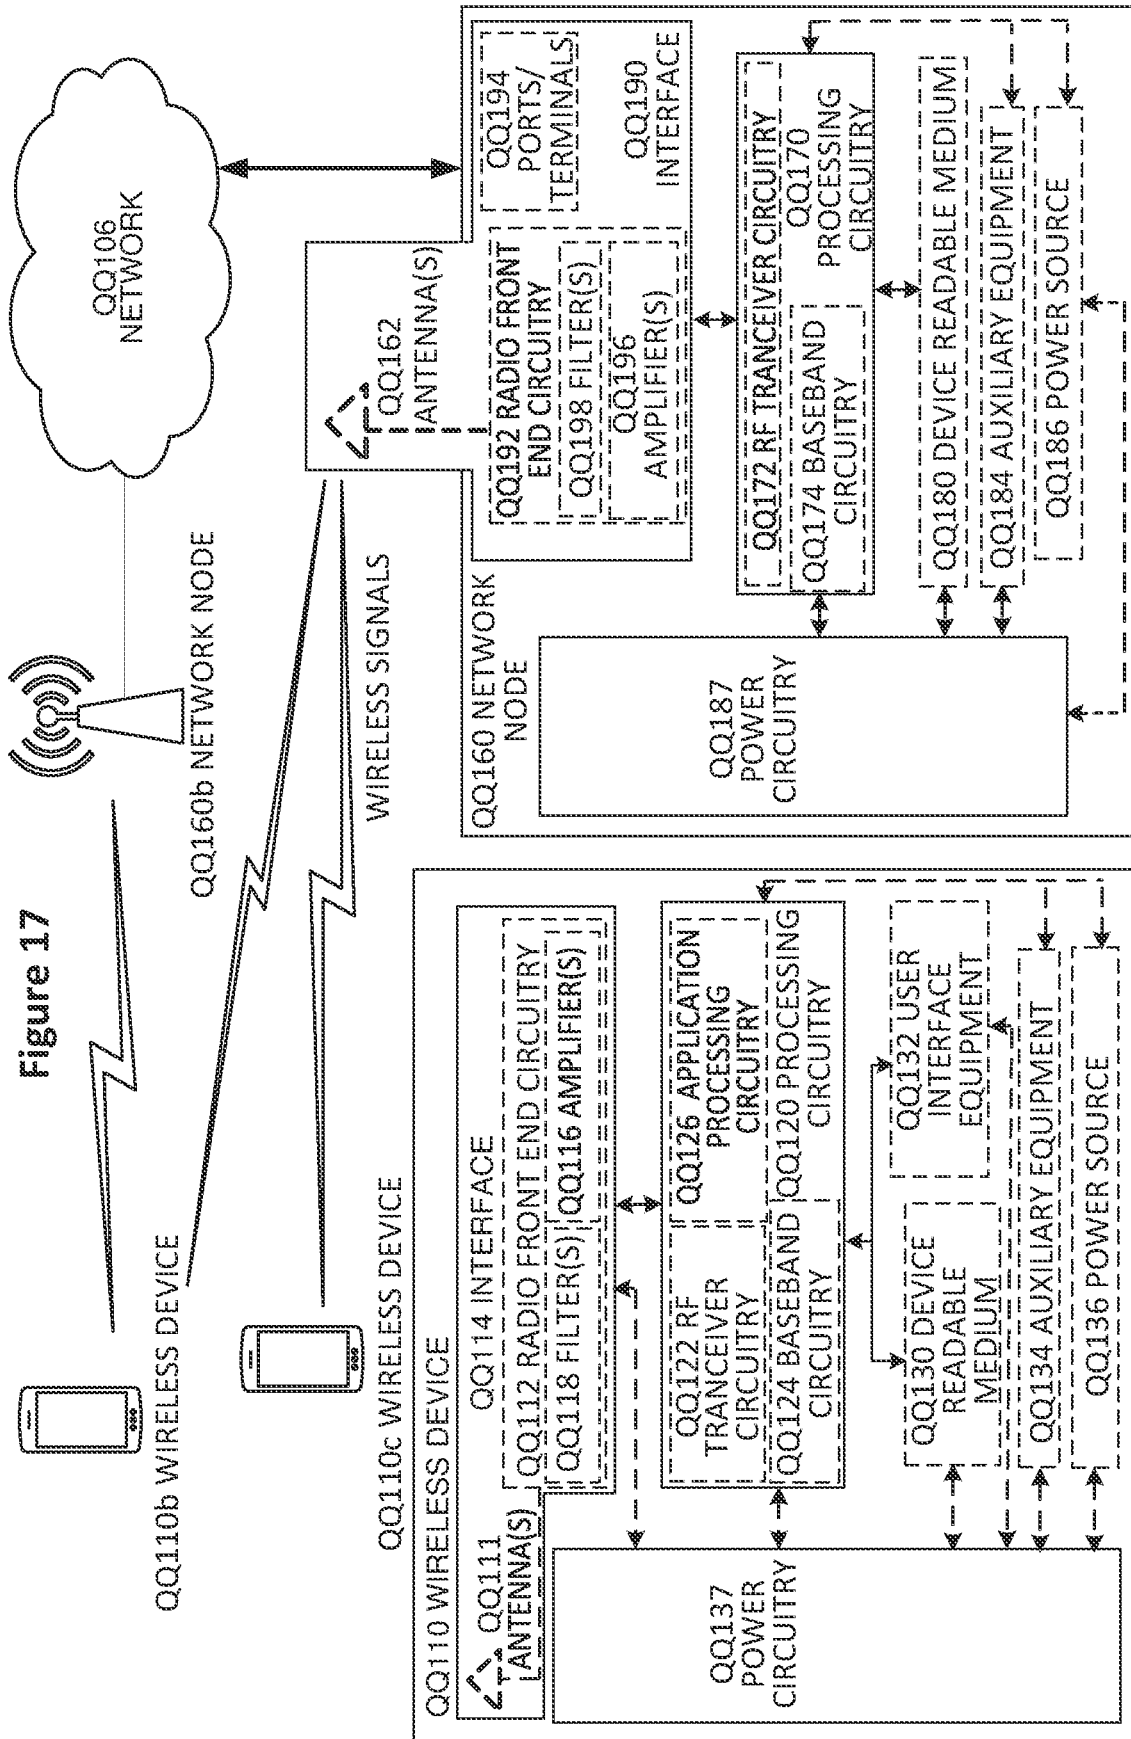 Figure 17
QQ110b WIRELESS DEVICE
QQ160b NETWORK NODE
QQ106
NETWORK
QQ110c WIRELESS DEVICE
WIRELESS SIGNALS
QQ110 WIRELESS DEVICE
QQ111
ANTENNA(S)
QQ114 INTERFACE
QQ112 RADIO FRONT END CIRCUITRY
QQ118 FILTER(S)
QQ116 AMPLIFIER(S)
QQ122 RF
TRANCEIVER
CIRCUITRY
QQ126 APPLICATION
PROCESSING
CIRCUITRY
QQ124 BASEBAND
CIRCUITRY
QQ120 PROCESSING
CIRCUITRY
QQ137
POWER
CIRCUITRY
QQ130 DEVICE
READABLE
MEDIUM
QQ132 USER
INTERFACE
EQUIPMENT
QQ134 AUXILIARY EQUIPMENT
QQ136 POWER SOURCE
QQ160 NETWORK
NODE
QQ162
ANTENNA(S)
QQ192 RADIO FRONT
END CIRCUITRY
QQ198 FILTER(S)
QQ196
AMPLIFIER(S)
QQ194
PORTS/
TERMINALS
QQ190
INTERFACE
QQ172 RF TRANCEIVER CIRCUITRY
QQ174 BASEBAND
CIRCUITRY
QQ170
PROCESSING
CIRCUITRY
QQ187
POWER
CIRCUITRY
QQ180 DEVICE READABLE MEDIUM
QQ184 AUXILIARY EQUIPMENT
QQ186 POWER SOURCE